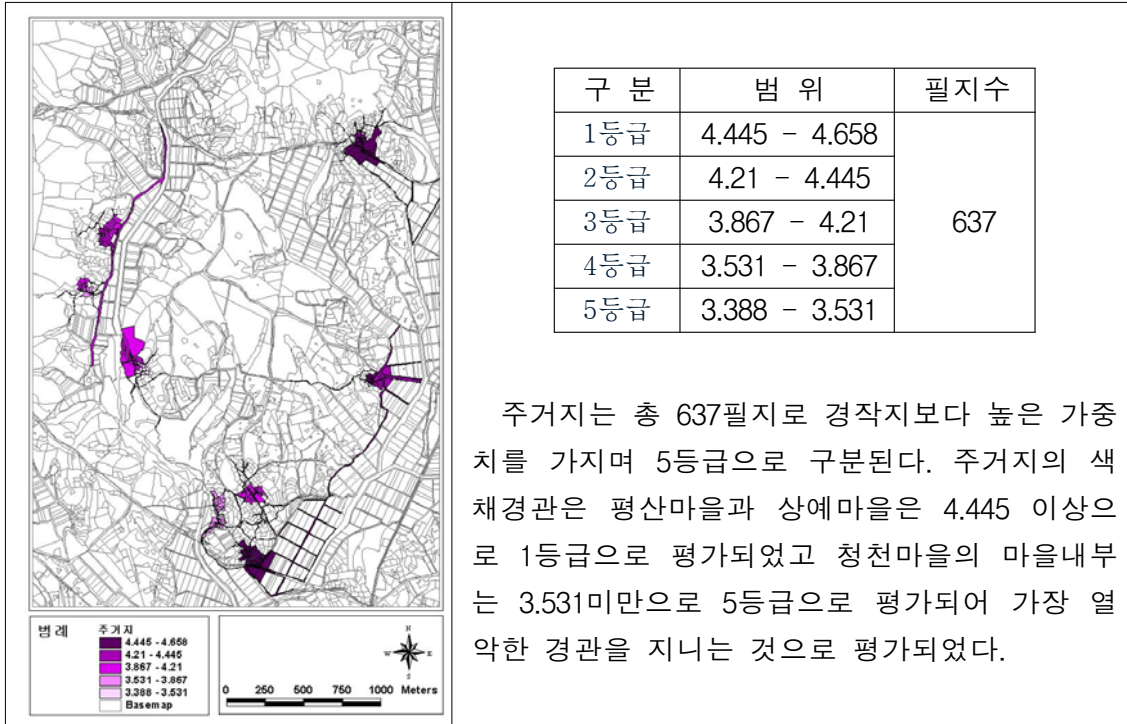 구 분 범 위 필지수
1등급 4.445 - 4.658
2등급 4.21 - 4.445
3등급 3.867 - 4.21 637
4등급 3.531 - 3.867
5등급 3.388 - 3.531
주거지는 총 637필지로 경작지보다 높은 가중
치를 가지며 5등급으로 구분된다. 주거지의 색
채경관은 평산마을과 상예마을은 4.445 이상으
로 1등급으로 평가되었고 청천마을의 마을내부
는 3.531미만으로 5등급으로 평가되어 가장 열
악한 경관을 지니는 것으로 평가되었다.
범례 주거지
4.445 - 4.658
4.21 - 4.445
3.867 - 4.21
3.531 - 3.867
3.388 - 3.531
Basemap
N
W E
S
0 250 500 750 1000 Meters